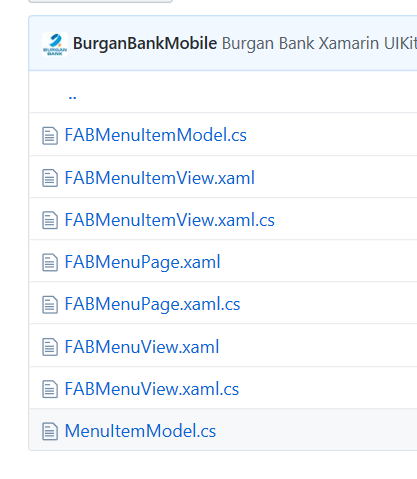 BURGAN
BANK
BurganBankMobile Burgan Bank Xamarin UIKit
..
FABMenuItemModel.cs
FABMenuItemView.xaml
FABMenuItemView.xaml.cs
FABMenuPage.xaml
FABMenuPage.xaml.cs
FABMenuView.xaml
FABMenuView.xaml.cs
MenuItemModel.cs